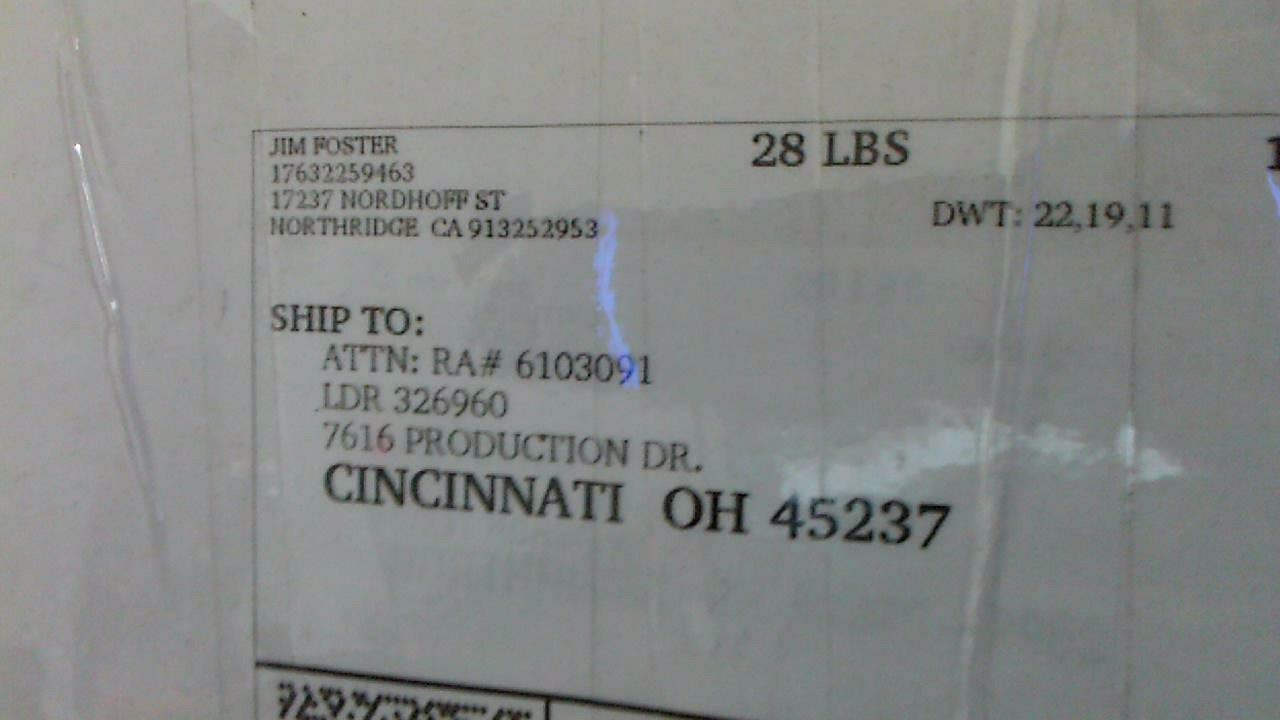 JIM FOSTER
17632259463
17237 NORDHOFF ST
NORTHRIDGE CA 913252953
28 LBS
1
DWT: 22,19,11
SHIP TO:
ATTN: RA# 6103091
LDR 326960
7616 PRODUCTION DR.
CINCINNATI OH 45237